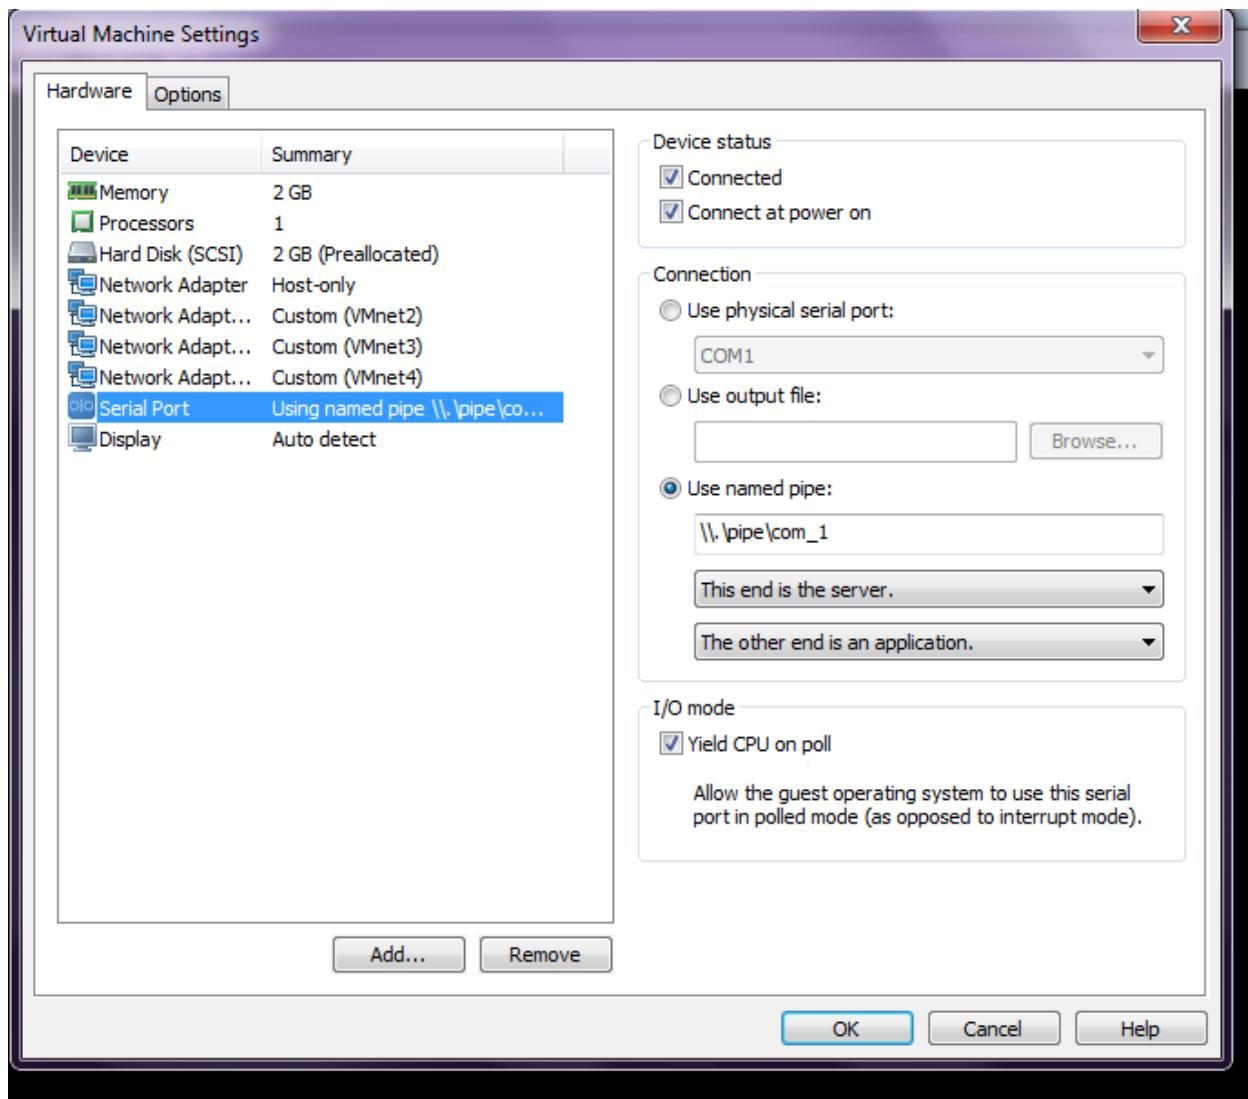 Virtual Machine Settings
x
Hardware Options
Device Summary
Memory 2 GB
Processors 1
Hard Disk (SCSI) 2 GB (Preallocated)
Network Adapter Host-only
Network Adapt... Custom (VMnet2)
Network Adapt... Custom (VMnet3)
Network Adapt... Custom (VMnet4)
Serial Port Using named pipe \\.\pipe\co...
Display Auto detect
Add... Remove
Device status
Connected
Connect at power on
Connection
Use physical serial port:
COM1
Use output file:
Browse...
Use named pipe:
\\.\pipe\com_1
This end is the server.
The other end is an application.
I/O mode
Yield CPU on poll
Allow the guest operating system to use this serial
port in polled mode (as opposed to interrupt mode).
OK Cancel Help